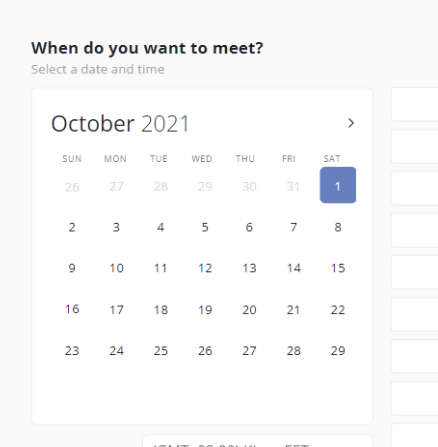 When do you want to meet?
Select a date and time
October 2021
SUN MON TUE WED THU FRI SAT
26 27 28 29 30 31 1
2 3 4 5 6 7 8
9 10 11 12 13 14 15
16 17 18 19 20 21 22
23 24 25 26 27 28 29